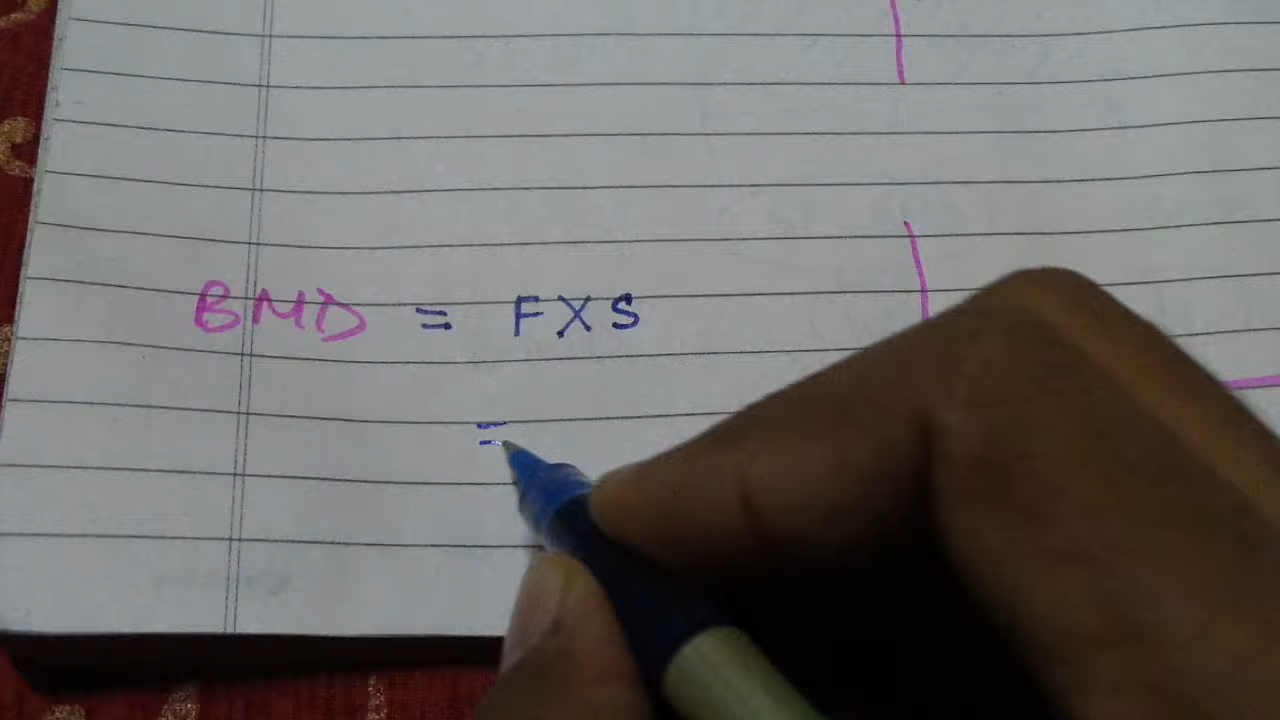 BMD = FXS
=